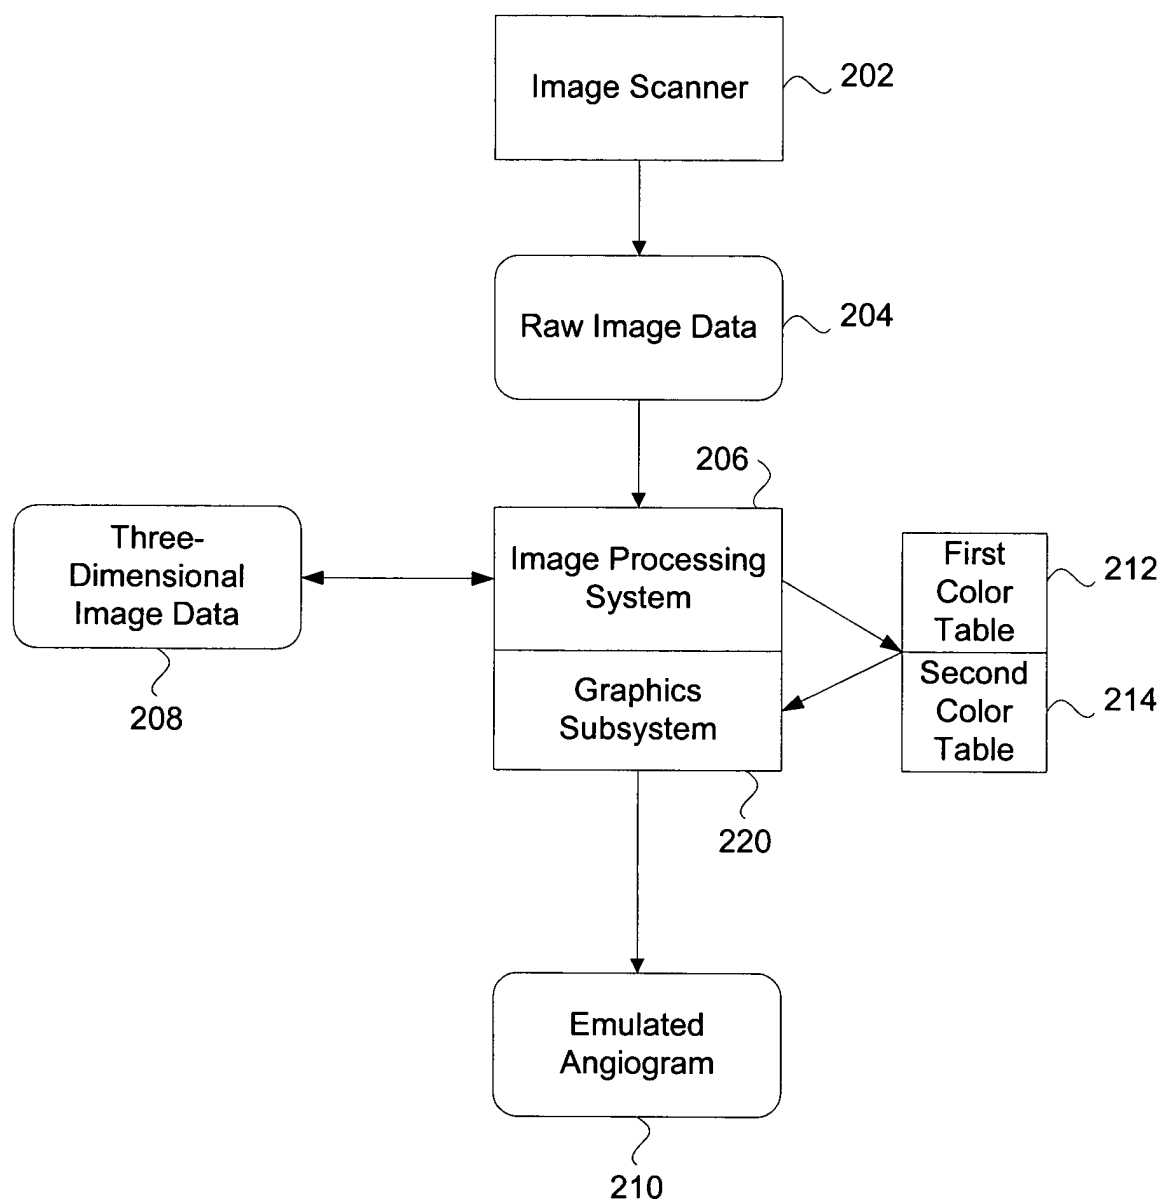 Image Scanner
202
Raw Image Data
204
206
Three-
Dimensional
Image Data
208
Image Processing
System
First
Color
Table
212
Graphics
Subsystem
220
Second
Color
Table
214
Emulated
Angiogram
210